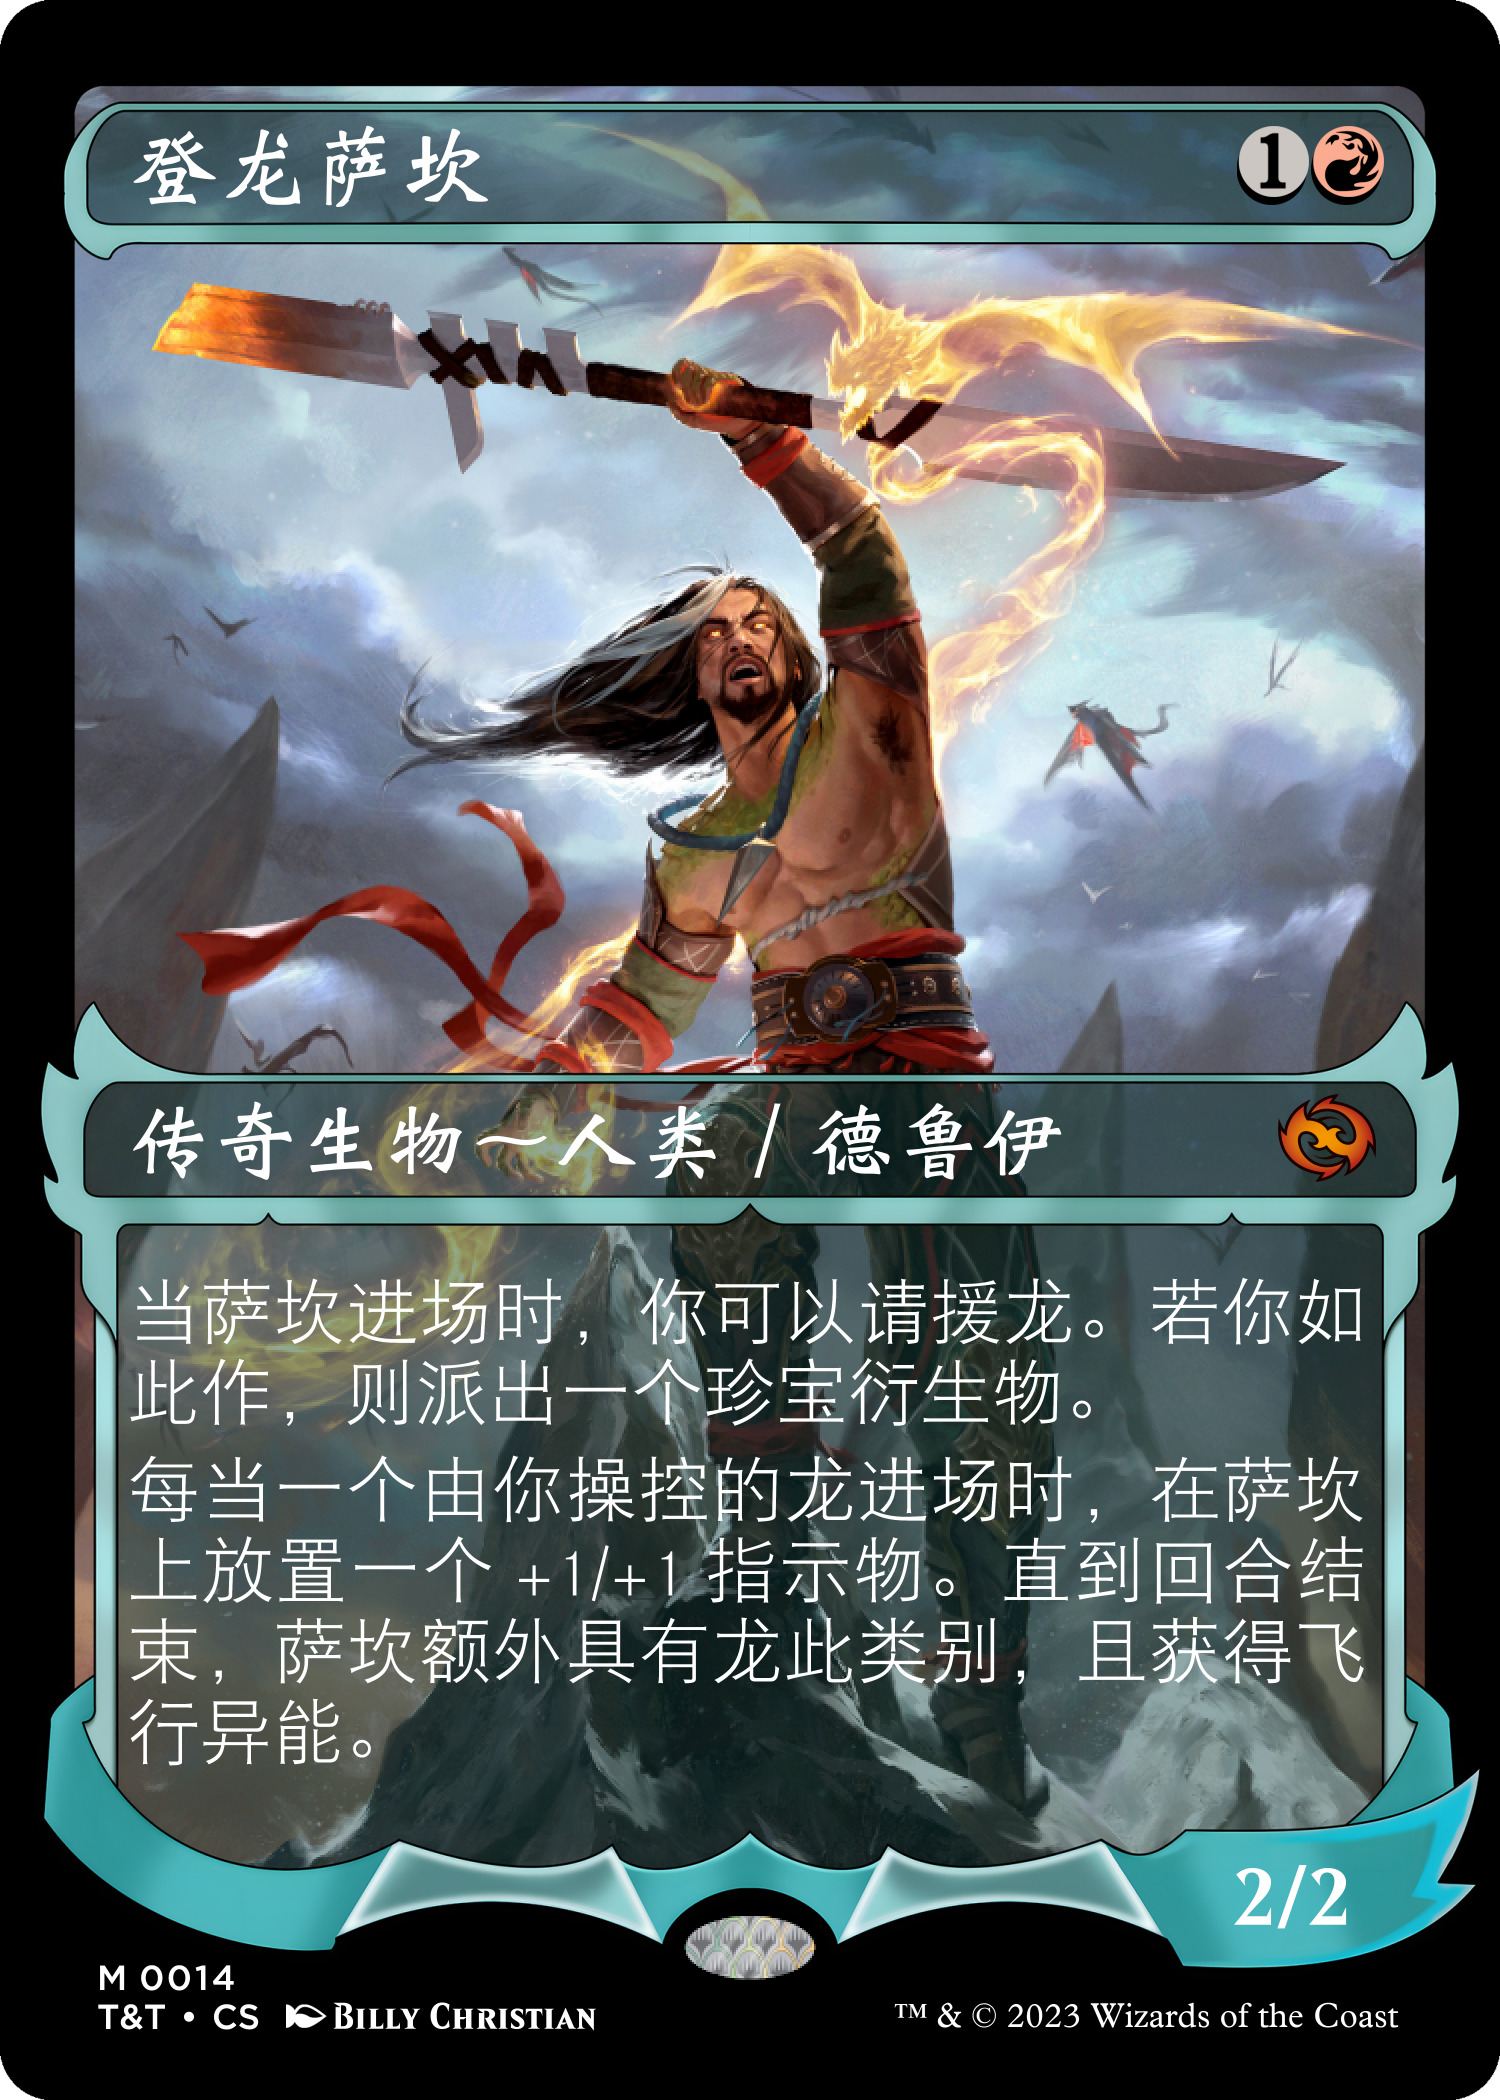 登龙萨坎 1
传奇生物～人类／德鲁伊
当萨坎进场时，你可以请援龙。若你如
此作，则派出一个珍宝衍生物。
每当一个由你操控的龙进场时，在萨坎
上放置一个 +1/+1 指示物。直到回合结
束，萨坎额外具有龙此类别，且获得飞
行异能。
2/2
M 0014
T&T • CS BILLY CHRISTIAN
™ & © 2023 Wizards of the Coast